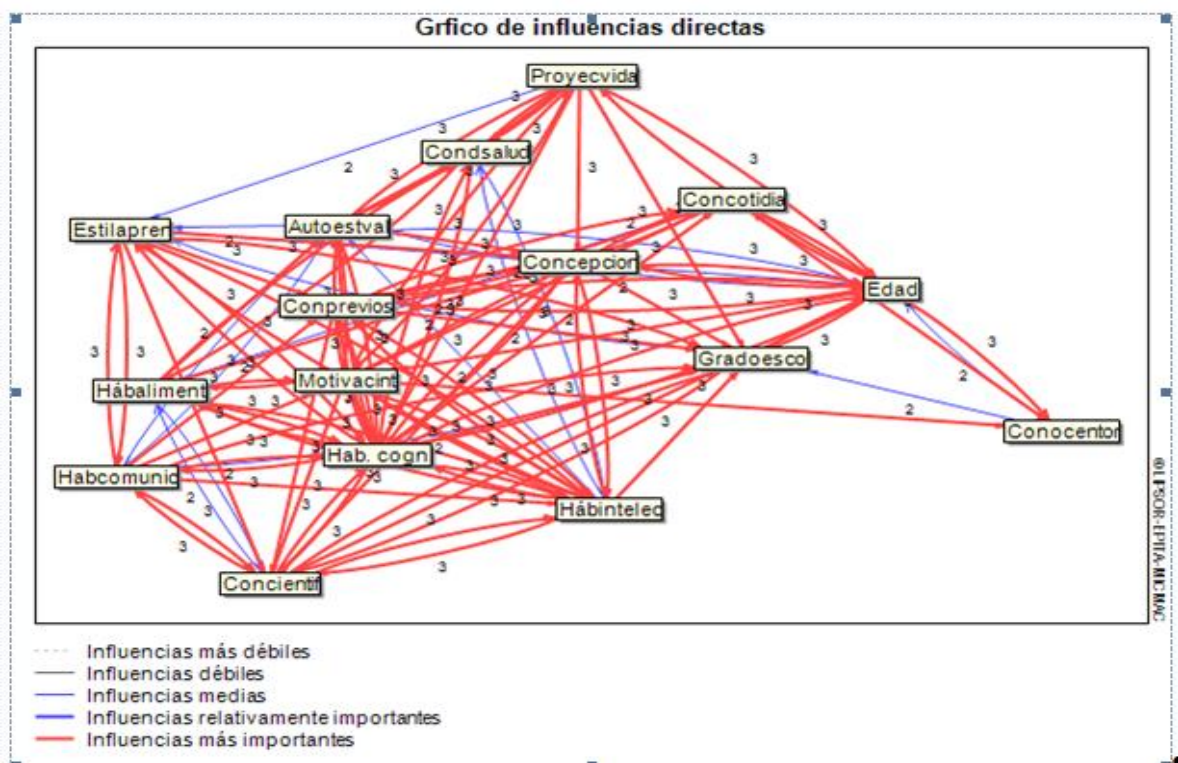 Grfico de influencias directas
Proyecvida
Condsalud
Concotidia
Estilapren
Autoestval
Concepcion
Edad
Conprevios
Gradoesco
Motivacint
Hábaliment
Conocentor
Hab. cogn
Habcomunic
Hábintelec
Concientif
© LIPSOR-EPITA-MICMAC
Influencias más débiles
Influencias débiles
Influencias medias
Influencias relativamente importantes
Influencias más importantes